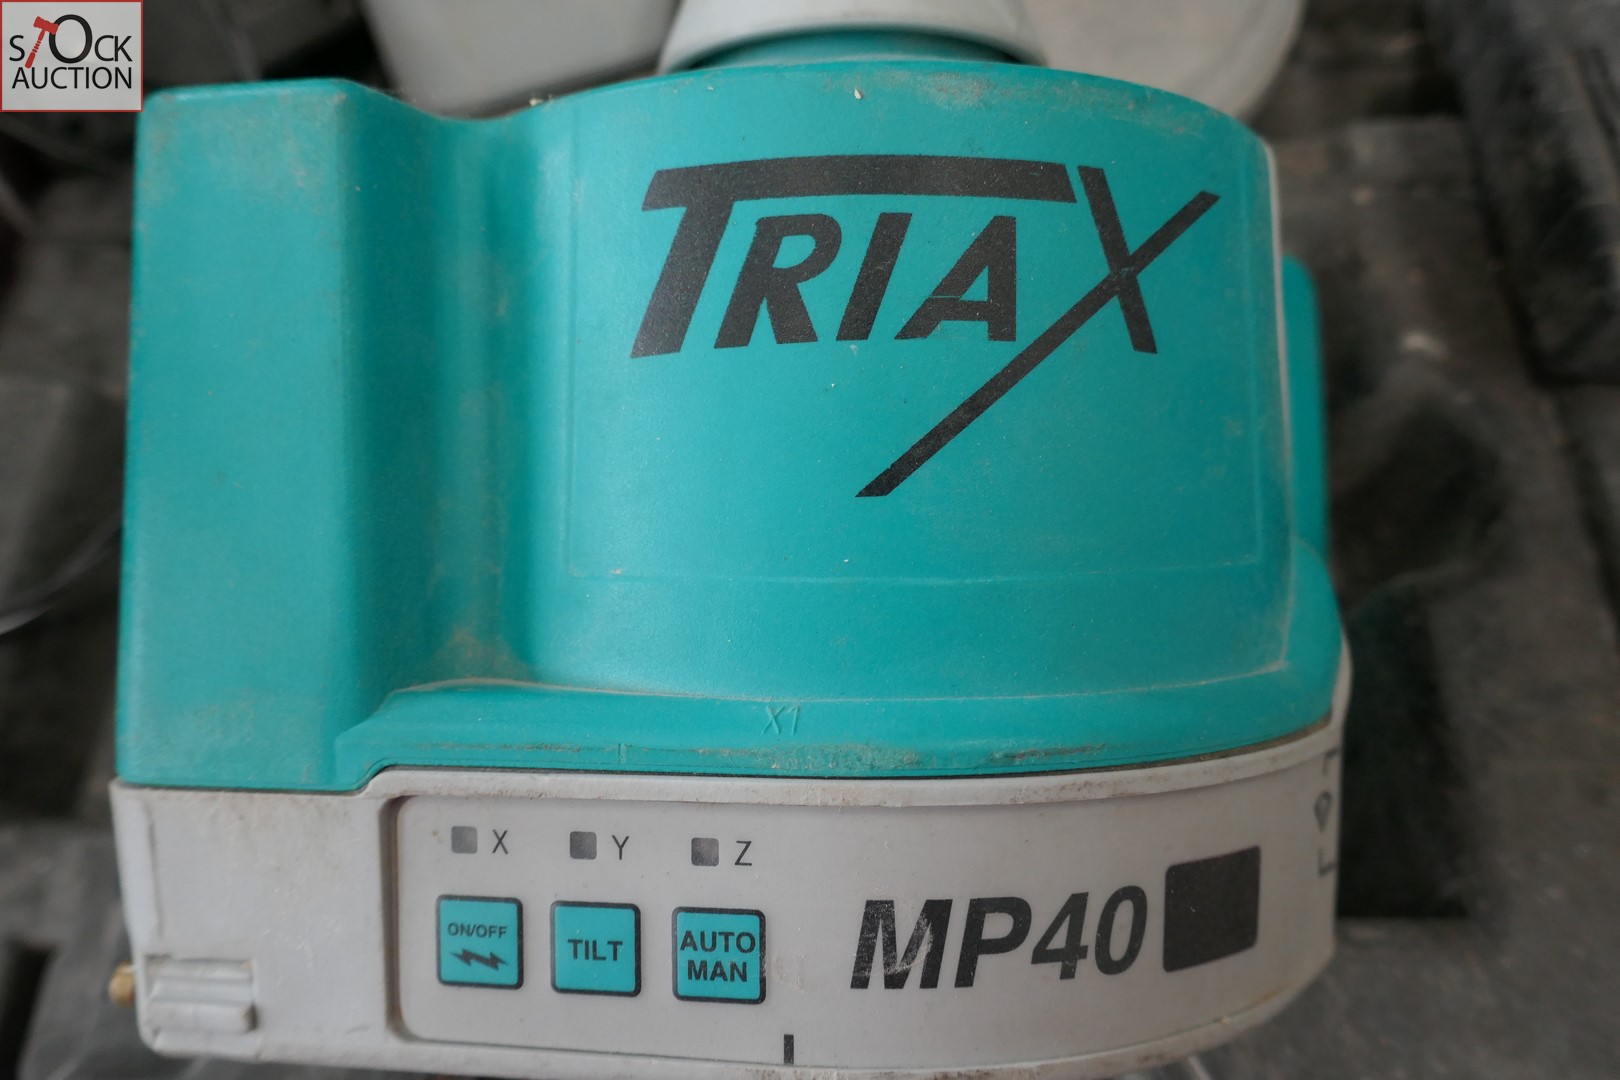 STOCK
AUCTION
TRIAX
X1
X Y Z
ON/OFF
TILT
AUTO
MAN
MP40